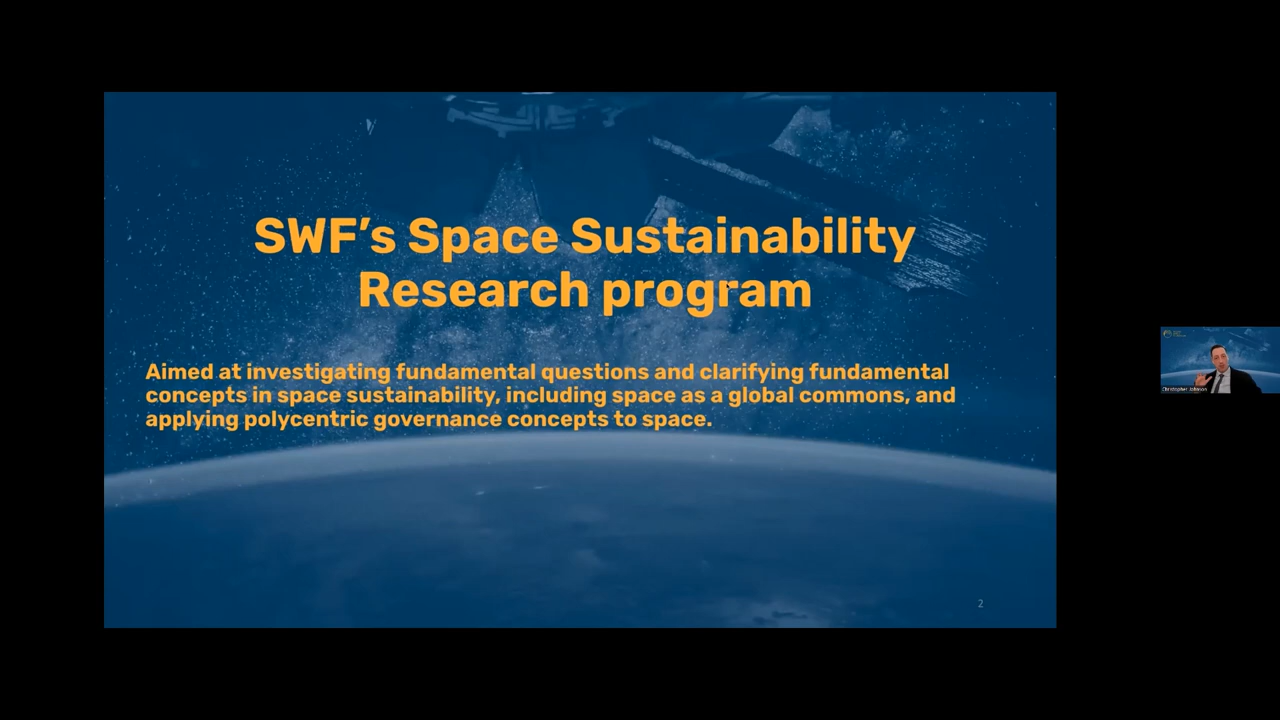 SWF's Space Sustainability
Research program
Aimed at investigating fundamental questions and clarifying fundamental
concepts in space sustainability, including space as a global commons, and
applying polycentric governance concepts to space.
2
Christopher Johnson